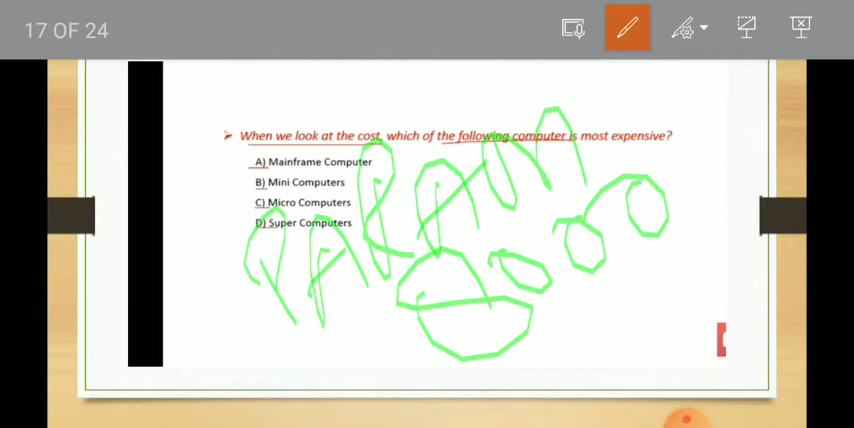 17 OF 24
➢ When we look at the cost, which of the following computer is most expensive?
A) Mainframe Computer
B) Mini Computers
C) Micro Computers
D) Super Computers